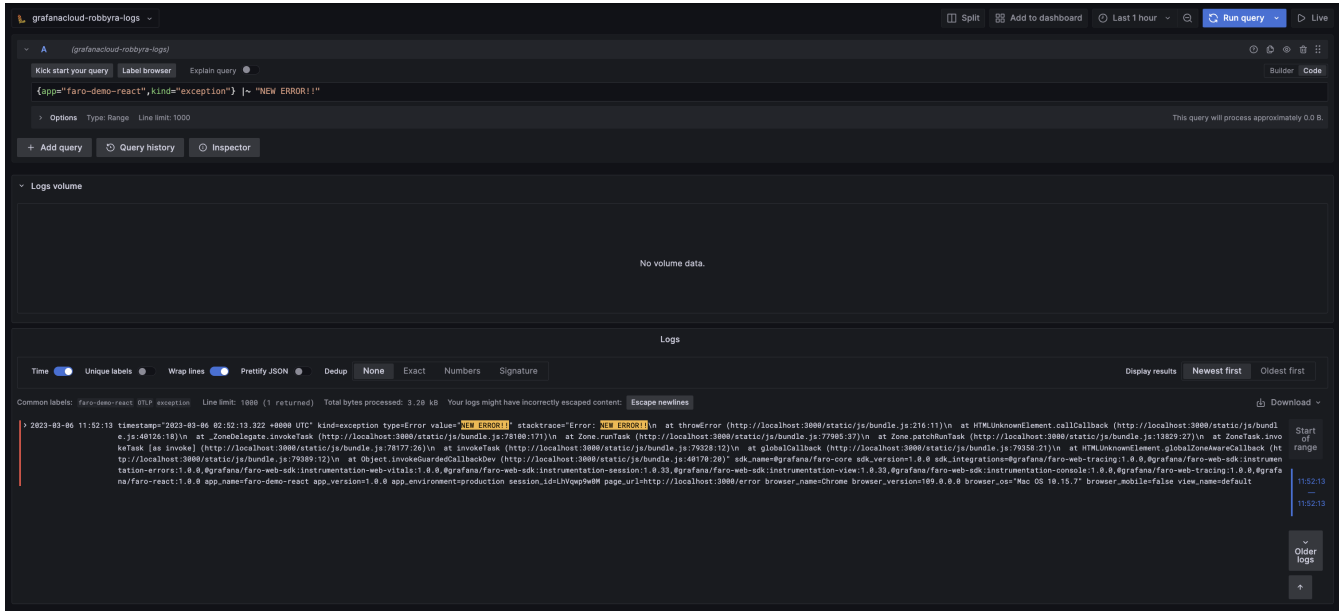 grafanacloud-robbyra-logs
Split
Add to dashboard
Last 1 hour
Run query
Live
A (grafanacloud-robbyra-logs)
Kick start your query
Label browser
Explain query
Builder
Code
{app="faro-demo-react",kind="exception"} |~ "NEW ERROR!!"
Options Type: Range Line limit: 1000
This query will process approximately 0.0 B.
+ Add query
Query history
Inspector
Logs volume
No volume data.
Logs
Time
Unique labels
Wrap lines
Prettify JSON
Dedup
None
Exact
Numbers
Signature
Display results
Newest first
Oldest first
Common labels: faro-demo-react OTLP exception Line limit: 1000 (1 returned) Total bytes processed: 3.20 kB Your logs might have incorrectly escaped content: Escape newlines
Download
2023-03-06 11:52:13 timestamp="2023-03-06 02:52:13.322 +0000 UTC" kind=exception type=Error value="NEW ERROR!!" stacktrace="Error: NEW ERROR!!\n at throwError (http://localhost:3000/static/js/bundle.js:216:11)\n at HTMLUnknownElement.callCallback (http://localhost:3000/static/js/bundl
e.js:40126:18)\n at _ZoneDelegate.invokeTask (http://localhost:3000/static/js/bundle.js:78100:171)\n at Zone.runTask (http://localhost:3000/static/js/bundle.js:77905:37)\n at Zone.patchRunTask (http://localhost:3000/static/js/bundle.js:13829:27)\n at ZoneTask.invo
keTask [as invoke] (http://localhost:3000/static/js/bundle.js:78177:26)\n at invokeTask (http://localhost:3000/static/js/bundle.js:79328:12)\n at globalCallback (http://localhost:3000/static/js/bundle.js:79358:21)\n at HTMLUnknownElement.globalZoneAwareCallback (ht
tp://localhost:3000/static/js/bundle.js:79389:12)\n at Object.invokeGuardedCallbackDev (http://localhost:3000/static/js/bundle.js:40170:20)" sdk_name=@grafana/faro-core sdk_version=1.0.0 sdk_integrations=@grafana/faro-web-tracing:1.0.0,@grafana/faro-web-sdk:instrumen
tation-errors:1.0.0,@grafana/faro-web-sdk:instrumentation-web-vitals:1.0.0,@grafana/faro-web-sdk:instrumentation-session:1.0.33,@grafana/faro-web-sdk:instrumentation-view:1.0.33,@grafana/faro-web-sdk:instrumentation-console:1.0.0,@grafana/faro-web-tracing:1.0.0,@grafa
na/faro-react:1.0.0 app_name=faro-demo-react app_version=1.0.0 app_environment=production session_id=LhVqwp9w0M page_url=http://localhost:3000/error browser_name=Chrome browser_version=109.0.0.0 browser_os="Mac OS 10.15.7" browser_mobile=false view_name=default
Start
of
range
11:52:13
—
11:52:13
Older
logs